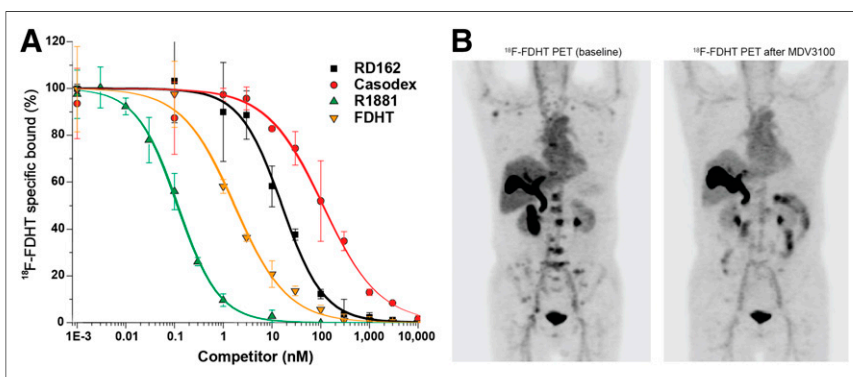 A
B
18F-FDHT PET (baseline)
18F-FDHT PET after MDV3100
120
100
80
60
40
20
0
18F-FDHT specific bound (%)
RD162
Casodex
R1881
FDHT
1E-3 0.01 0.1 1 10 100 1,000 10,000
Competitor (nM)